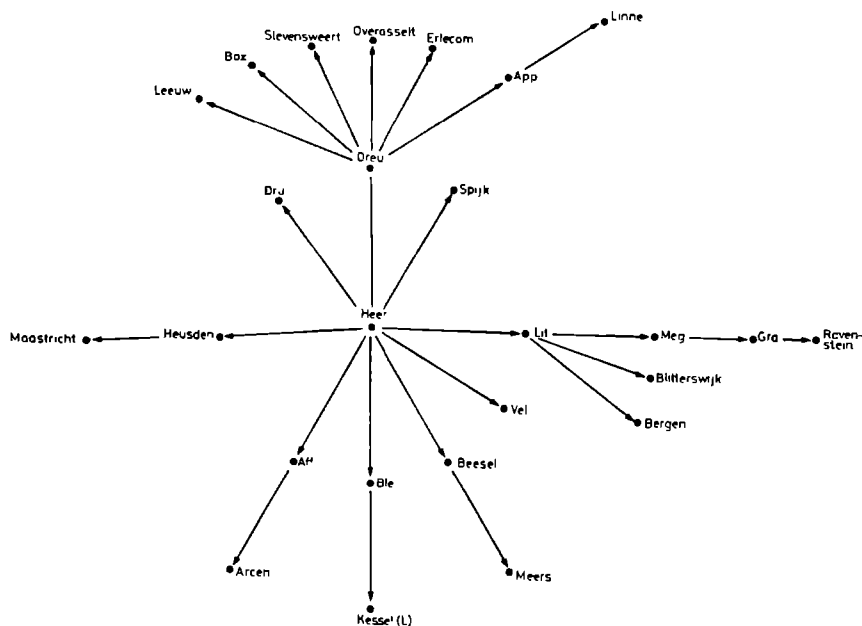 Linne
Overasselt
Slevensweert
Erlecom
Box
App
Leeuw
Dreu
Dru
Spijk
Heer
Maastricht
Heusden
Lit
Meg
Gra
Raven-
stein
Blitterswijk
Vel
Bergen
Aff
Beesel
Ble
Arcen
Meers
Kessel (L)